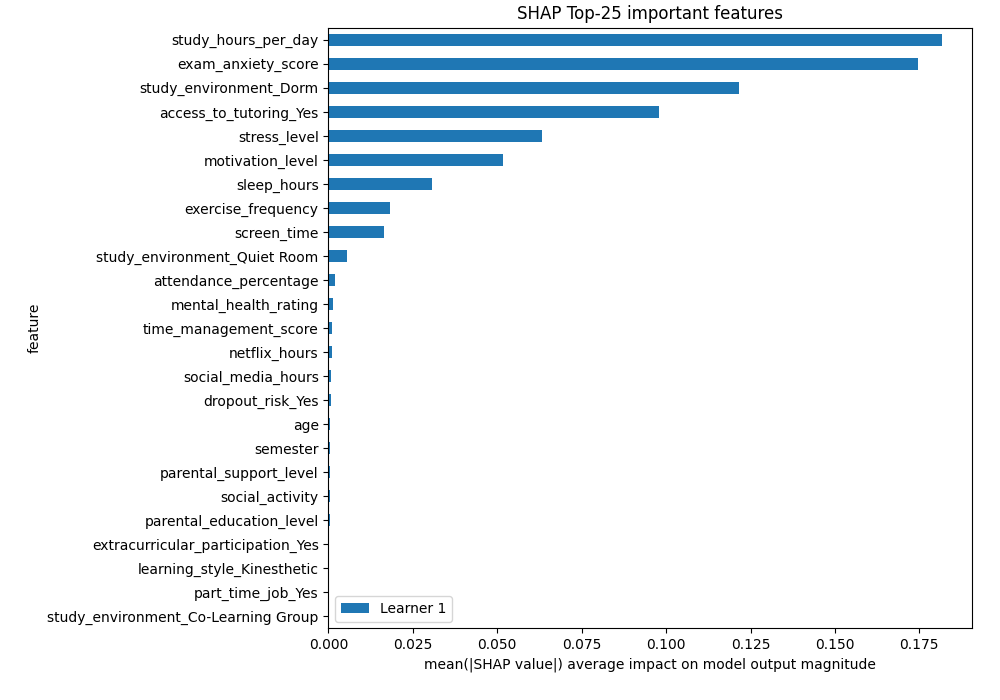 SHAP Top-25 important features
study_hours_per_day
exam_anxiety_score
study_environment_Dorm
access_to_tutoring_Yes
stress_level
motivation_level
sleep_hours
exercise_frequency
screen_time
study_environment_Quiet Room
attendance_percentage
mental_health_rating
time_management_score
netflix_hours
social_media_hours
dropout_risk_Yes
age
semester
parental_support_level
social_activity
parental_education_level
extracurricular_participation_Yes
learning_style_Kinesthetic
part_time_job_Yes
study_environment_Co-Learning Group
feature
Learner 1
0.000 0.025 0.050 0.075 0.100 0.125 0.150 0.175
mean(|SHAP value|) average impact on model output magnitude